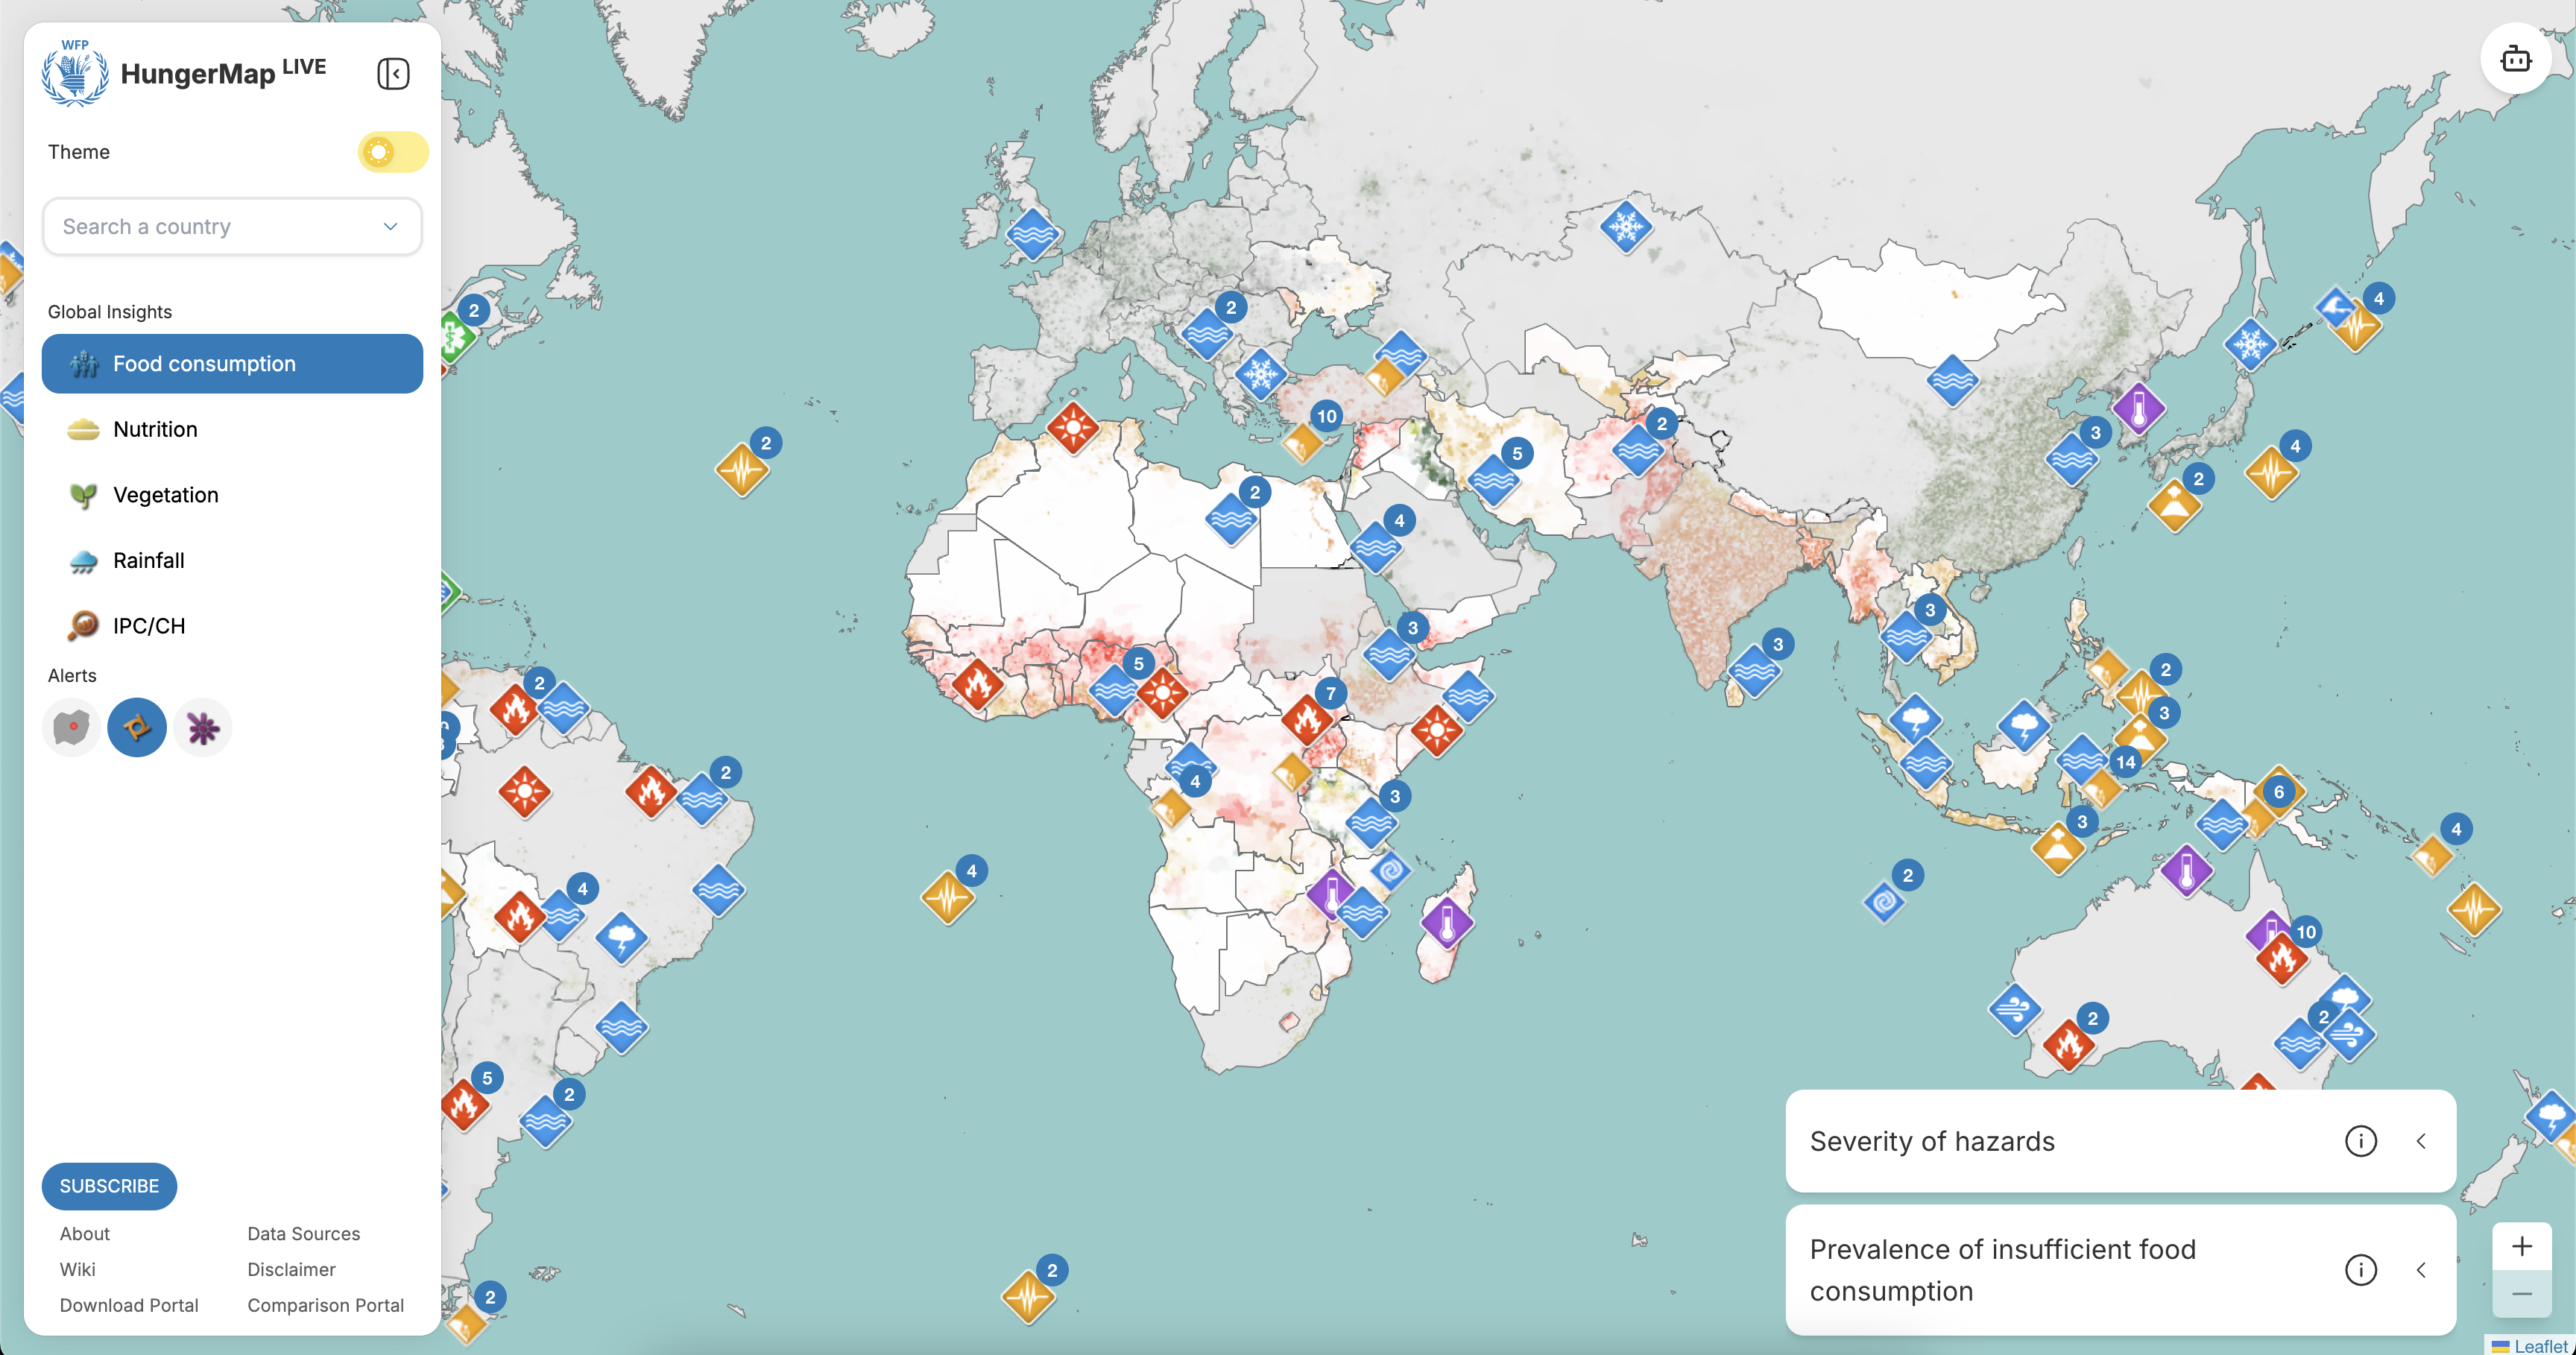 WFP
HungerMap LIVE
Theme
Search a country
Global Insights
Food consumption
Nutrition
Vegetation
Rainfall
IPC/CH
Alerts
SUBSCRIBE
About
Data Sources
Wiki
Disclaimer
Download Portal
Comparison Portal
2
4
2
2
10
2
5
2
3
4
2
2
4
2
4
3
3
3
5
2
2
7
3
2
14
4
3
6
3
4
2
4
4
2
10
2
2
5
2
2
2
Severity of hazards
Prevalence of insufficient food
consumption
+
−
Leaflet